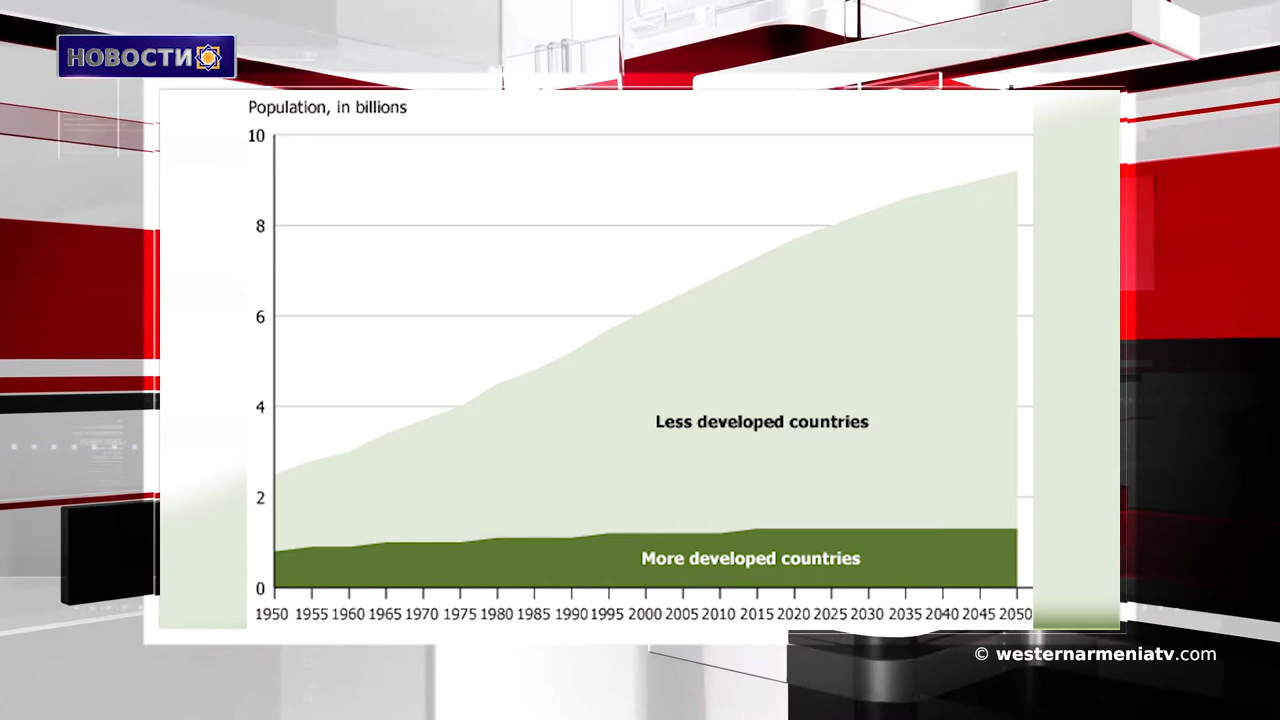 НОВОСТИ
Population, in billions
10
8
6
4
2
0
Less developed countries
More developed countries
1950 1955 1960 1965 1970 1975 1980 1985 1990 1995 2000 2005 2010 2015 2020 2025 2030 2035 2040 2045 2050
© westernarmeniatv.com